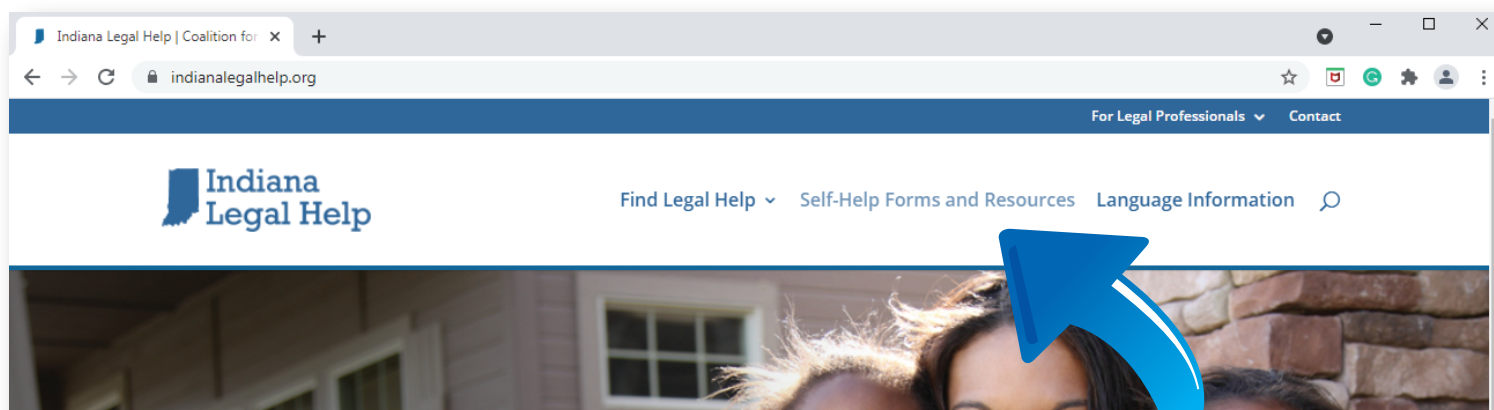 Indiana Legal Help | Coalition for
indianalegalhelp.org
For Legal Professionals Contact
Indiana
Legal Help
Find Legal Help Self-Help Forms and Resources Language Information